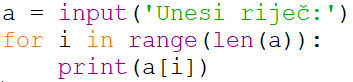 a = input('Unesi riječ:')
for i in range(len(a)):
    print(a[i])